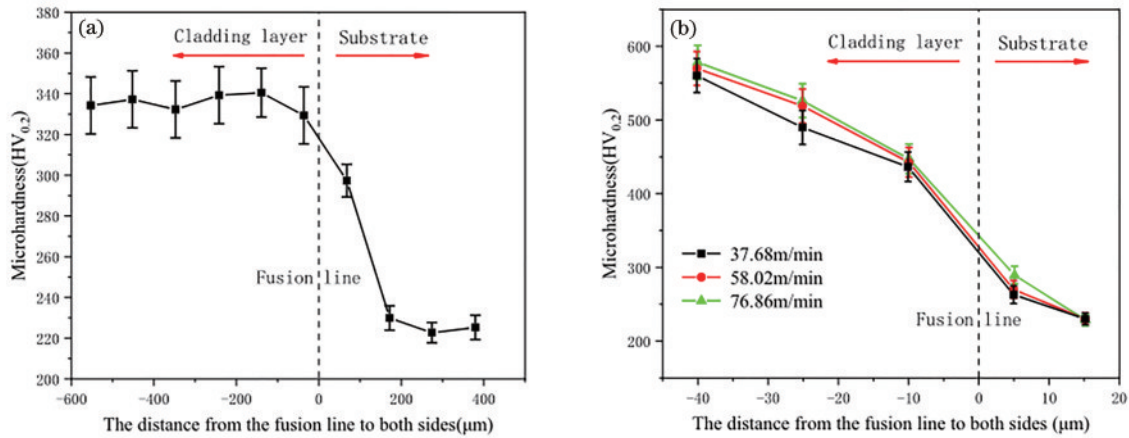 (a)
Cladding layer
Substrate
Fusion line
Microhardness(HV0.2)
380
360
340
320
300
280
260
240
220
200
-600 -400 -200 0 200 400
The distance from the fusion line to both sides(μm)
(b)
Cladding layer
Substrate
37.68m/min
58.02m/min
76.86m/min
Fusion line
Microhardness(HV0.2)
600
500
400
300
200
-40 -30 -20 -10 0 10 20
The distance from the fusion line to both sides (μm)